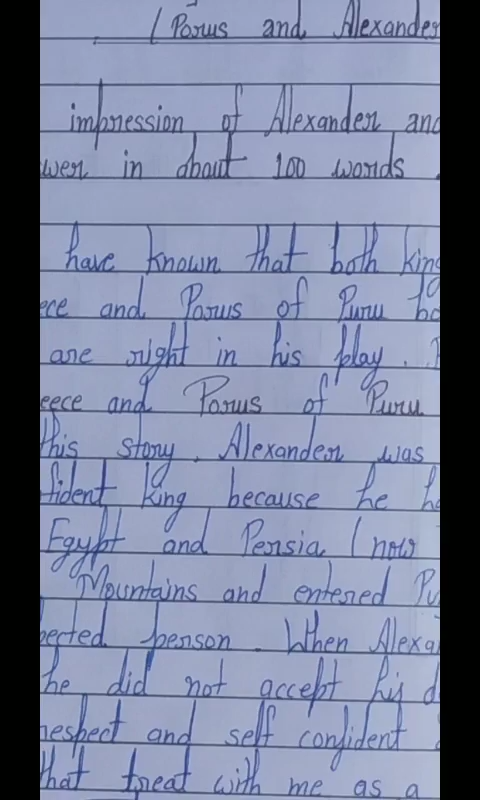 ( Porus and Alexander
impression of Alexander and
wer in about 100 words .
have known that both king
ece and Porus of Puru ha
are right in his play .
eece and Porus of Puru
this story . Alexander was
fident king because he ha
Egypt and Persia ( now
Mountains and entered Pu
pected person . When Alexa
he did not accept his d
respect and self confident
that treat with me as a